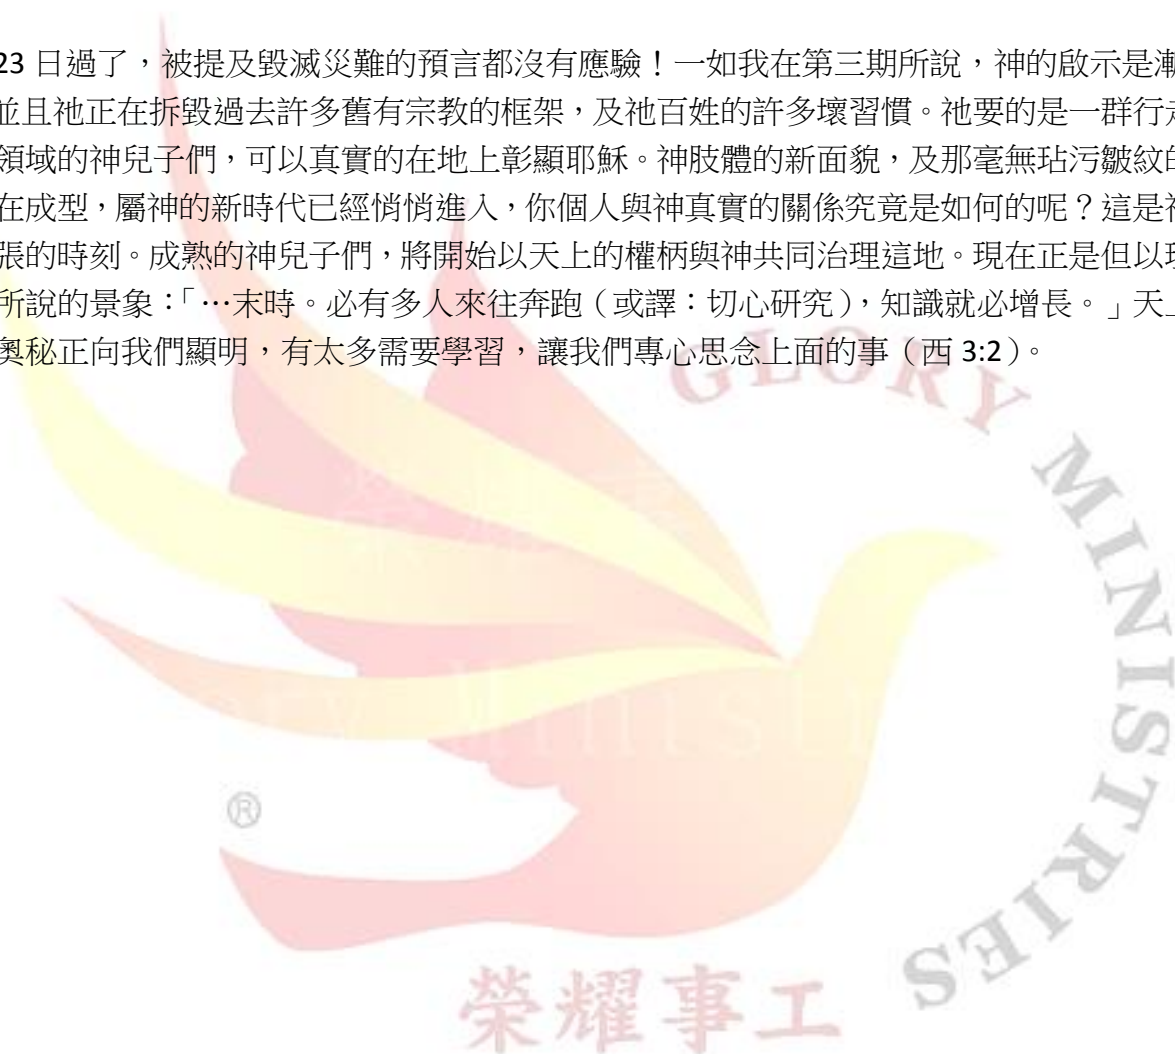 23 日過了，被提及毀滅災難的預言都沒有應驗！一如我在第三期所說，神的啟示是漸
並且祂正在拆毀過去許多舊有宗教的框架，及祂百姓的許多壞習慣。祂要的是一群行走
領域的神兒子們，可以真實的在地上彰顯耶穌。神肢體的新面貌，及那毫無玷污皺紋的
在成型，屬神的新時代已經悄悄進入，你個人與神真實的關係究竟是如何的呢？這是神
張的時刻。成熟的神兒子們，將開始以天上的權柄與神共同治理這地。現在正是但以理
所說的景象：「…末時。必有多人來往奔跑（或譯：切心研究），知識就必增長。」天上
奧秘正向我們顯明，有太多需要學習，讓我們專心思念上面的事（西 3:2）。
GLORY MINISTRIES
®
榮耀事工